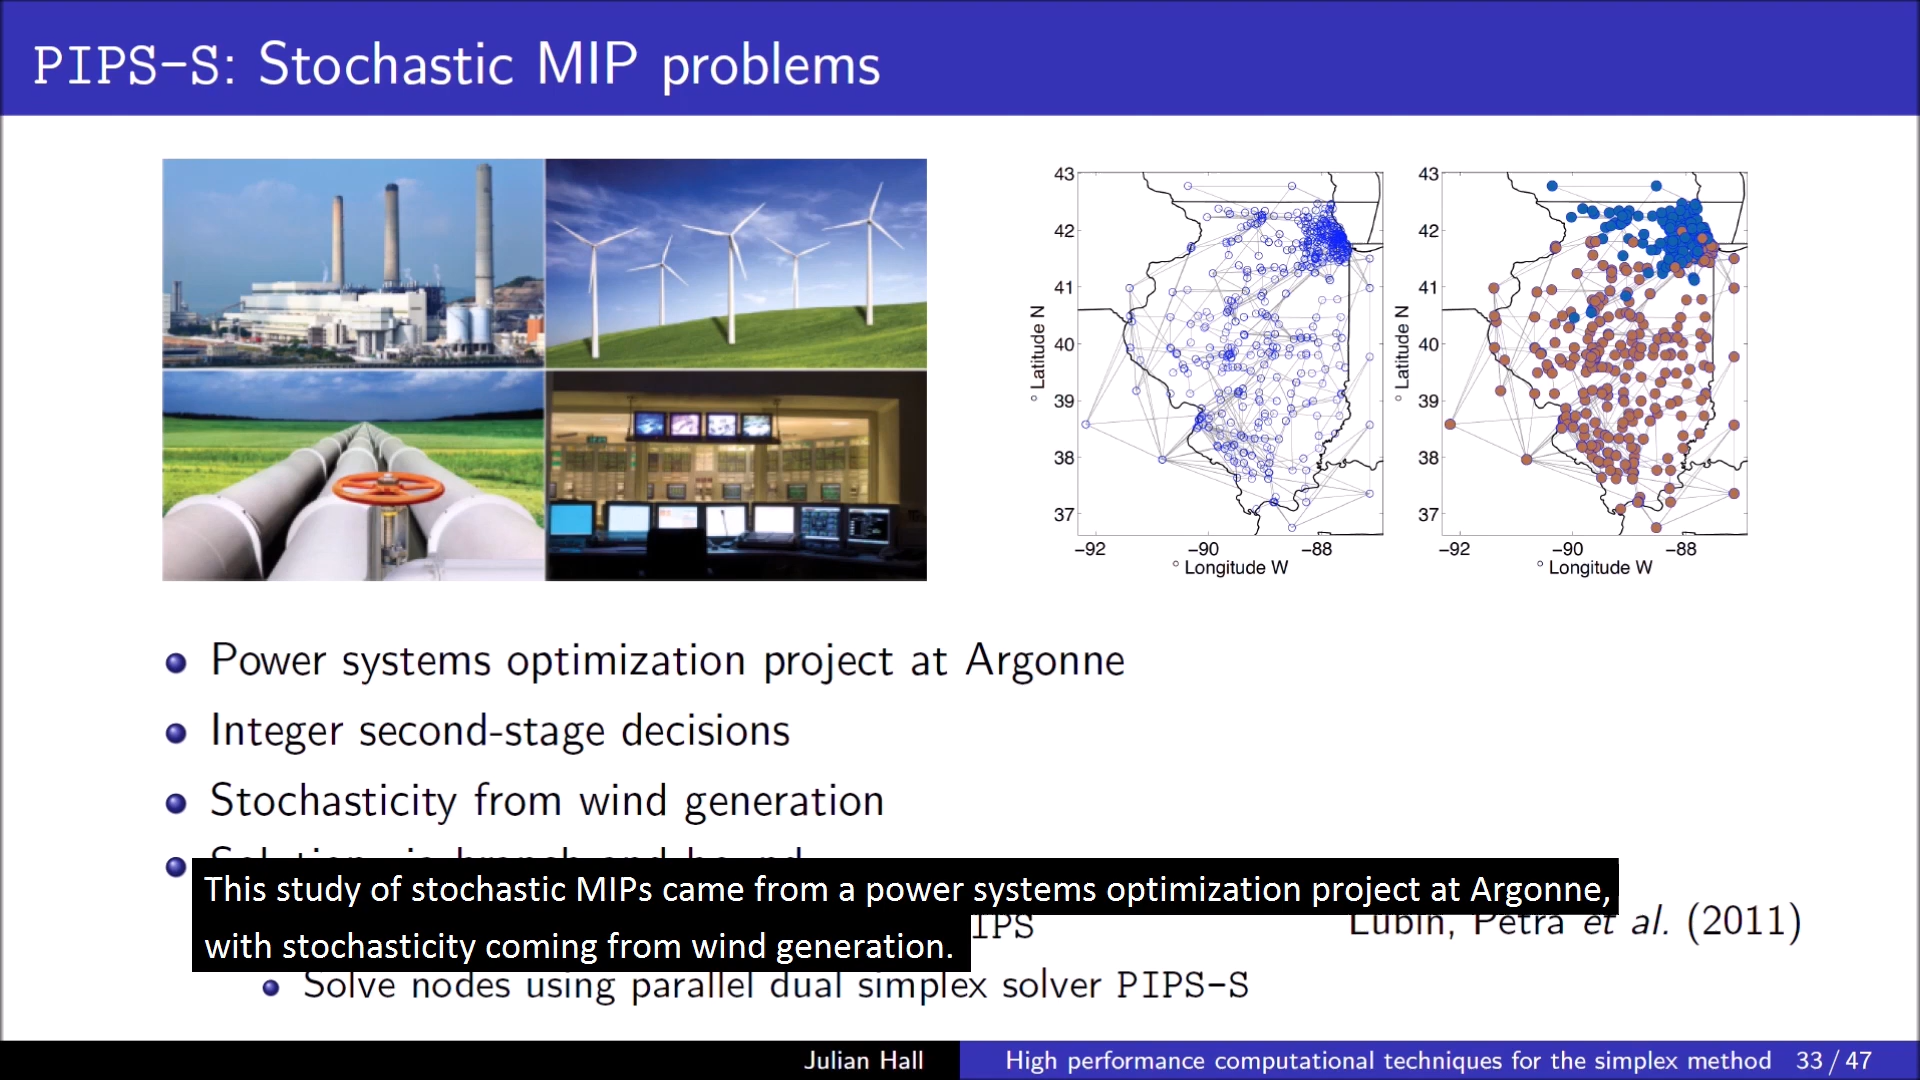 PIPS-S: Stochastic MIP problems
43
42
41
40
39
38
37
° Latitude N
−92 −90 −88
° Longitude W
43
42
41
40
39
38
37
° Latitude N
−92 −90 −88
° Longitude W
Power systems optimization project at Argonne
Integer second-stage decisions
Stochasticity from wind generation
This study of stochastic MIPs came from a power systems optimization project at Argonne,
with stochasticity coming from wind generation.
Lubin, Petra et al. (2011)
Solve nodes using parallel dual simplex solver PIPS-S
Julian Hall High performance computational techniques for the simplex method 33 / 47